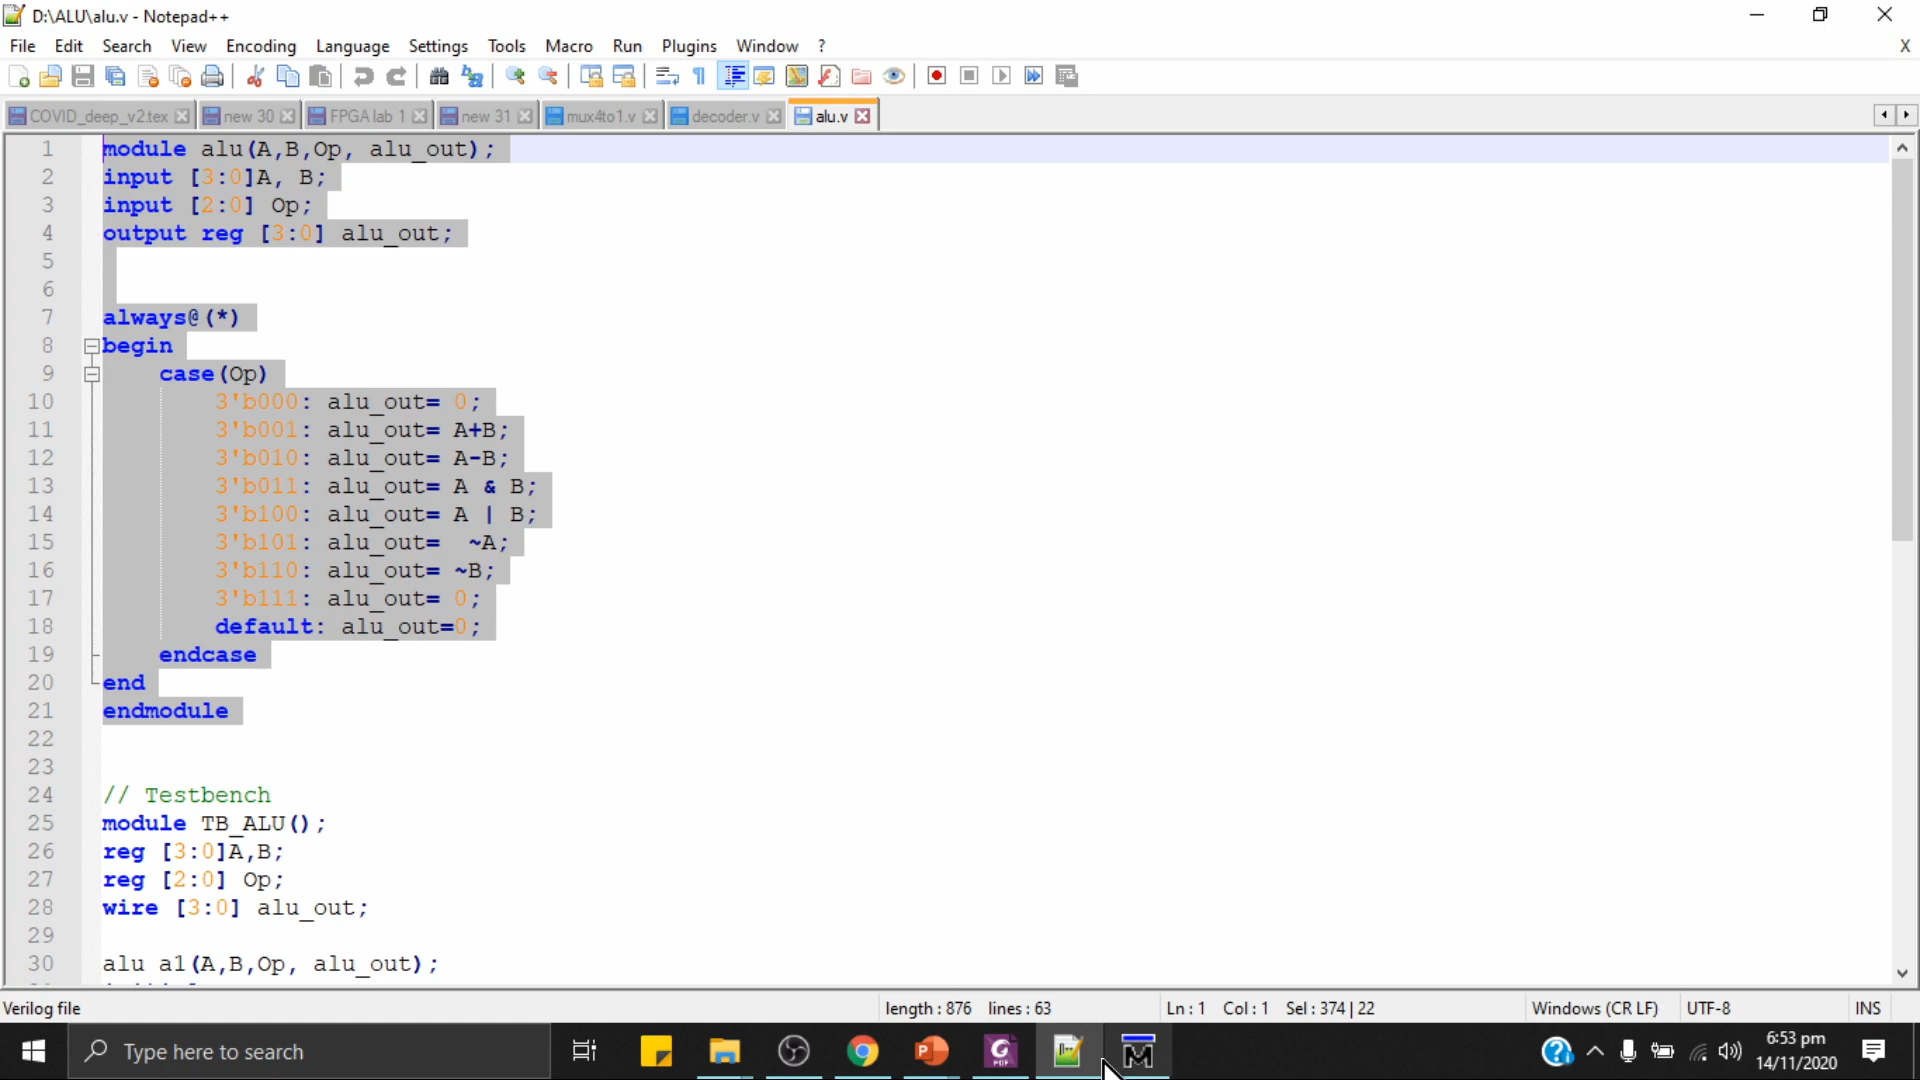 D:\ALU\alu.v - Notepad++
File Edit Search View Encoding Language Settings Tools Macro Run Plugins Window ? X
COVID_deep_v2.tex new 30 FPGA lab 1 new 31 mux4to1.v decoder.v alu.v
1 module alu(A,B,Op, alu_out);
2 input [3:0]A, B;
3 input [2:0] Op;
4 output reg [3:0] alu_out;
5
6
7 always@(*)
8 begin
9 case(Op)
10 3'b000: alu_out= 0;
11 3'b001: alu_out= A+B;
12 3'b010: alu_out= A-B;
13 3'b011: alu_out= A & B;
14 3'b100: alu_out= A | B;
15 3'b101: alu_out=  ~A;
16 3'b110: alu_out= ~B;
17 3'b111: alu_out= 0;
18 default: alu_out=0;
19 endcase
20 end
21 endmodule
22
23
24 // Testbench
25 module TB_ALU();
26 reg [3:0]A,B;
27 reg [2:0] Op;
28 wire [3:0] alu_out;
29
30 alu a1(A,B,Op, alu_out);
Verilog file length : 876 lines : 63 Ln : 1 Col : 1 Sel : 374 | 22 Windows (CR LF) UTF-8 INS
Type here to search
6:53 pm
14/11/2020